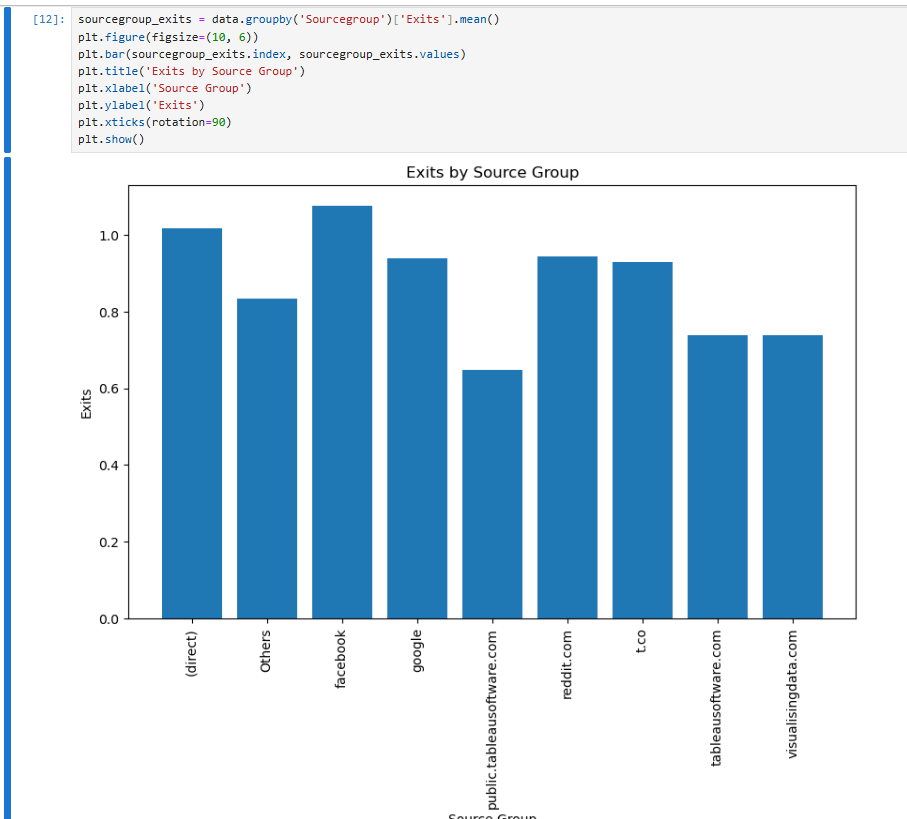 [12]: sourcegroup_exits = data.groupby('Sourcegroup')['Exits'].mean()
plt.figure(figsize=(10, 6))
plt.bar(sourcegroup_exits.index, sourcegroup_exits.values)
plt.title('Exits by Source Group')
plt.xlabel('Source Group')
plt.ylabel('Exits')
plt.xticks(rotation=90)
plt.show()
Exits by Source Group
1.0
0.8
0.6
0.4
0.2
0.0
Exits
(direct)
Others
facebook
google
public.tableausoftware.com
reddit.com
t.co
tableausoftware.com
visualisingdata.com
Source Group